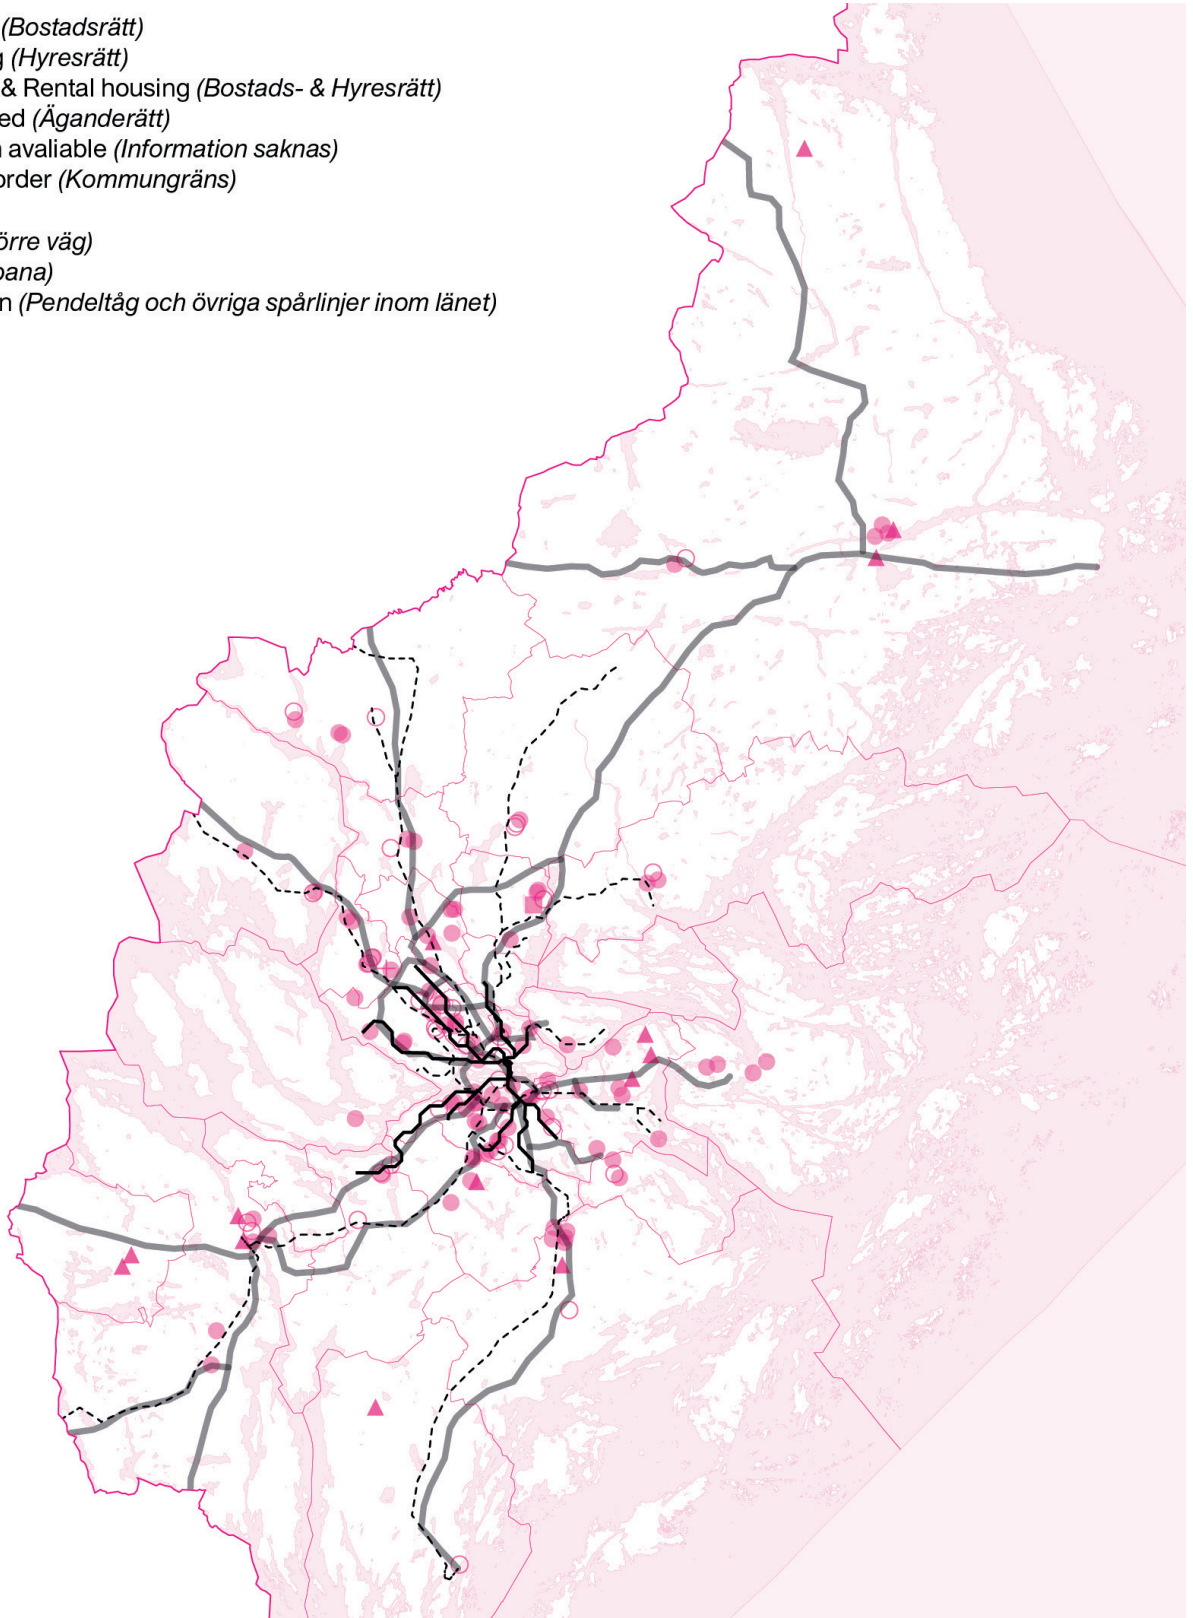 (Bostadsrätt)
g (Hyresrätt)
& Rental housing (Bostads- & Hyresrätt)
ed (Äganderätt)
n avaliable (Information saknas)
order (Kommungräns)
örre väg)
bana)
n (Pendeltåg och övriga spårlinjer inom länet)